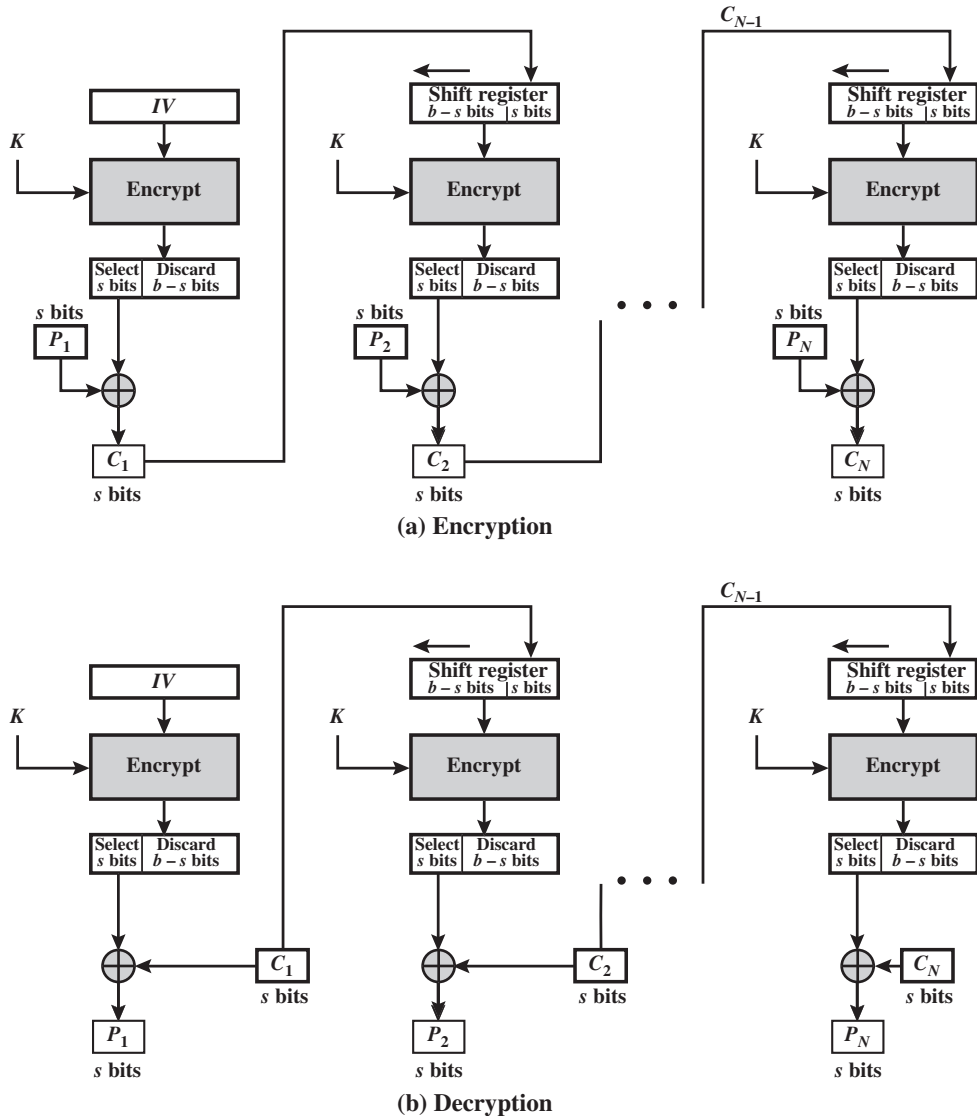 C_{N-1}
Shift register
b – s bits | s bits
Shift register
b – s bits | s bits
IV
K
K
K
Encrypt
Encrypt
Encrypt
Select Discard
s bits b – s bits
Select Discard
s bits b – s bits
Select Discard
s bits b – s bits
s bits
P_1
s bits
P_2
s bits
P_N
C_1
C_2
C_N
s bits
s bits
s bits
(a) Encryption
C_{N-1}
Shift register
b – s bits | s bits
Shift register
b – s bits | s bits
IV
K
K
K
Encrypt
Encrypt
Encrypt
Select Discard
s bits b – s bits
Select Discard
s bits b – s bits
Select Discard
s bits b – s bits
C_1
s bits
C_2
s bits
C_N
s bits
P_1
P_2
P_N
s bits
s bits
s bits
(b) Decryption